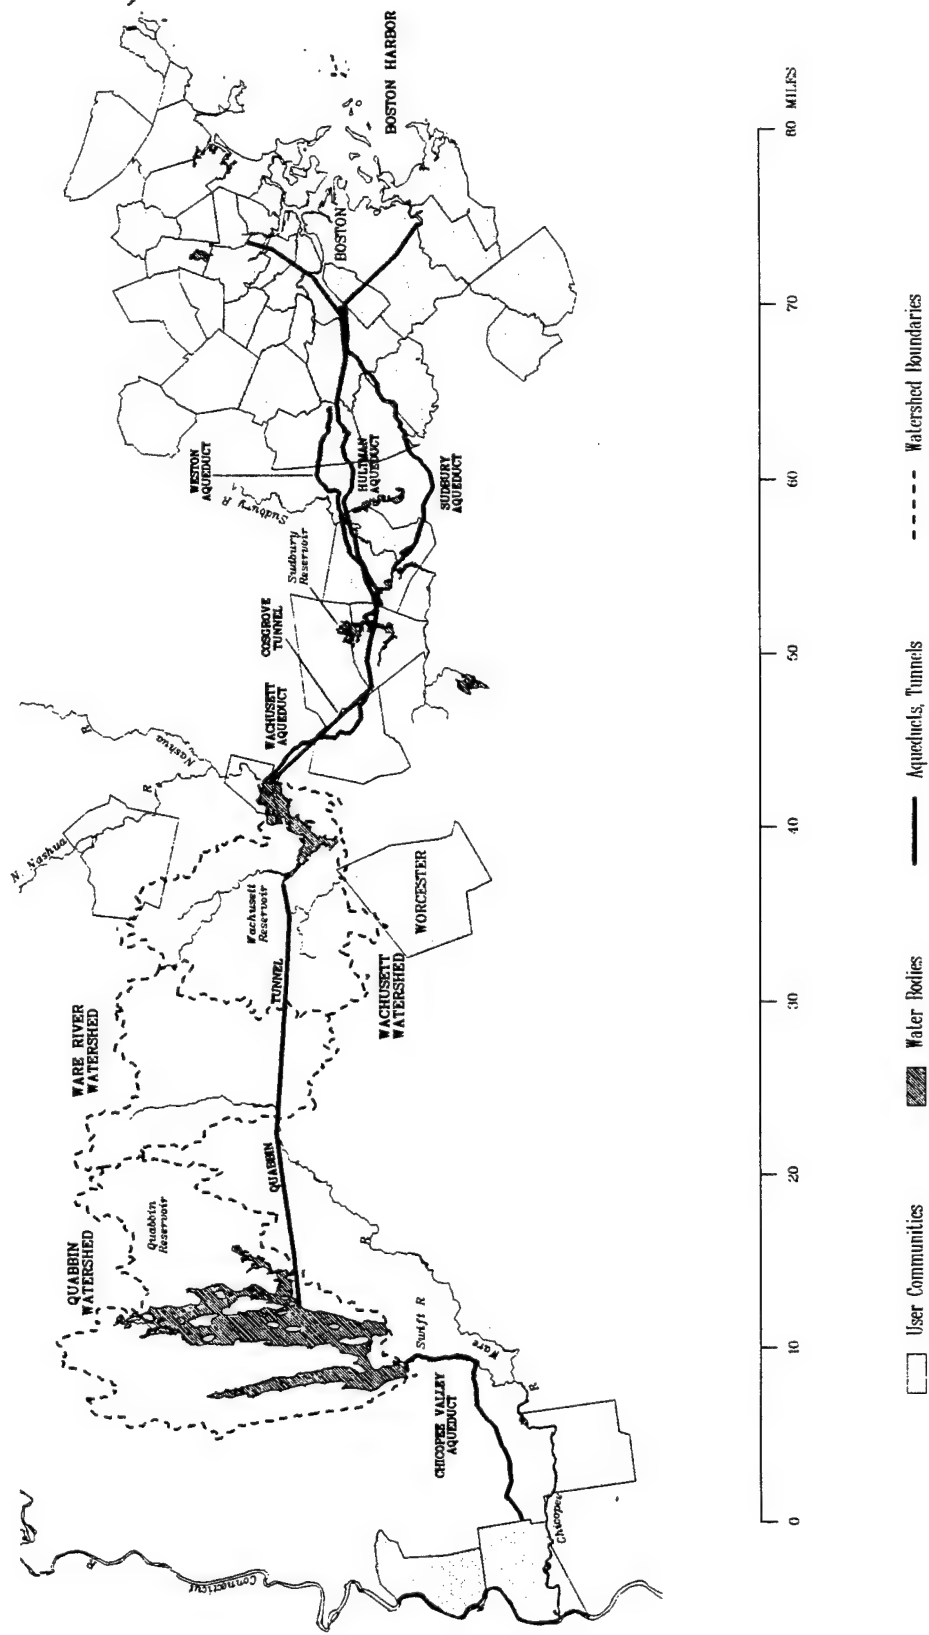 BOSTON HARBOR
BOSTON
WESTON
AQUEDUCT
HULTMAN
AQUEDUCT
SUDBURY
AQUEDUCT
Sudbury R
Sudbury
Reservoir
COSGROVE
TUNNEL
WACHUSETT
AQUEDUCT
Nashua
R
N. Nashua
R
Wachusett
Reservoir
WORCESTER
WACHUSETT
WATERSHED
QUABBIN
TUNNEL
WARE RIVER
WATERSHED
QUABBIN
WATERSHED
Quabbin
Reservoir
Swift R
Ware
R
CHICOPEE VALLEY
AQUEDUCT
Chicopee
R
Connecticut
R
0
10
20
30
40
50
60
70
80 MILES
User Communities
Water Bodies
Aqueducts, Tunnels
Watershed Boundaries